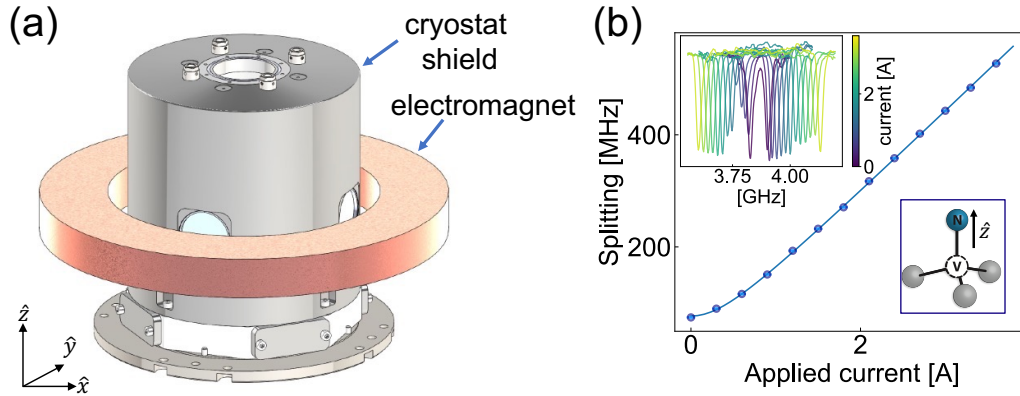 (a)
cryostat
shield
electromagnet
ẑ
ŷ
x̂
(b)
Splitting [MHz]
400
200
0
2
Applied current [A]
3.75
4.00
[GHz]
current [A]
2
0
N
V
ẑ